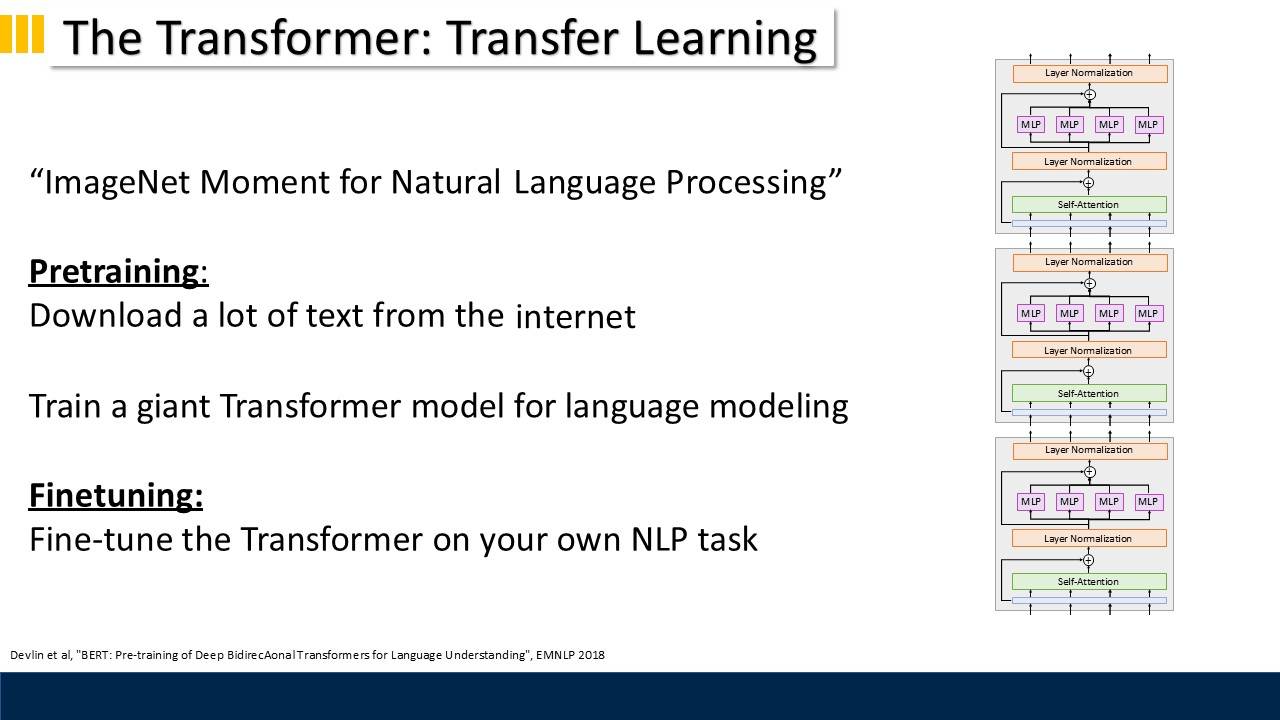 The Transformer: Transfer Learning
“ImageNet Moment for Natural Language Processing”
Pretraining:
Download a lot of text from the internet
Train a giant Transformer model for language modeling
Finetuning:
Fine-tune the Transformer on your own NLP task
Layer Normalization
MLP MLP MLP MLP
Layer Normalization
Self-Attention
Layer Normalization
MLP MLP MLP MLP
Layer Normalization
Self-Attention
Layer Normalization
MLP MLP MLP MLP
Layer Normalization
Self-Attention
Devlin et al, "BERT: Pre-training of Deep BidirecAonal Transformers for Language Understanding", EMNLP 2018